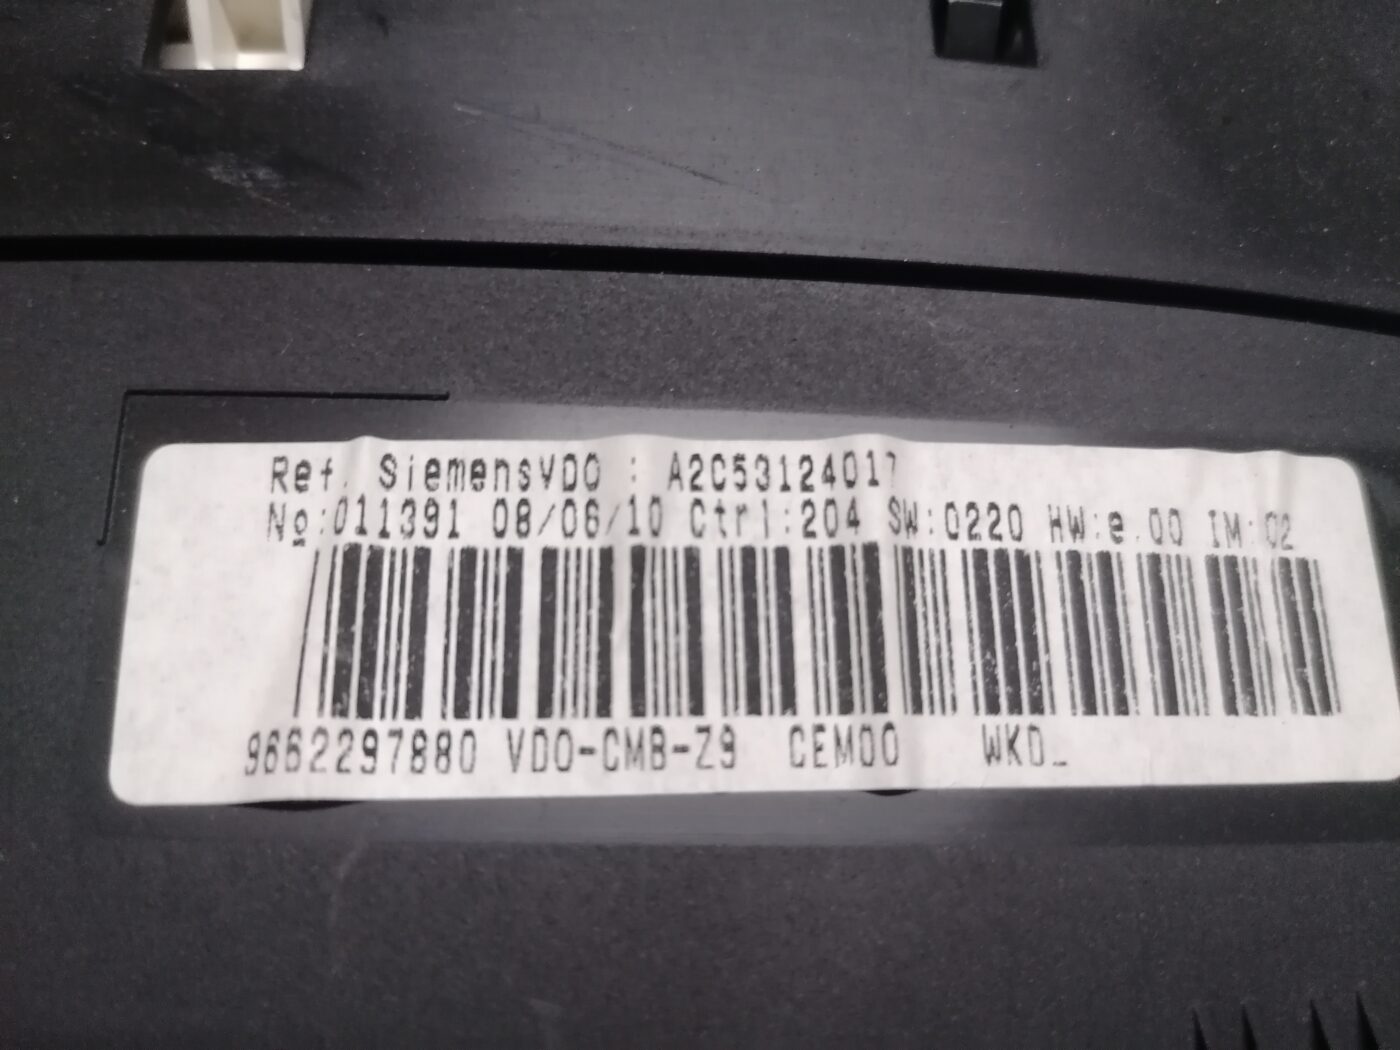 Ref. SiemensVDO : A2C53124017
Nº:011391 08/06/10 Ctrl:204 SW:0220 HW:e.00 IM:02
9662297880 VDO-CMB-Z9 CEM00 WKD_